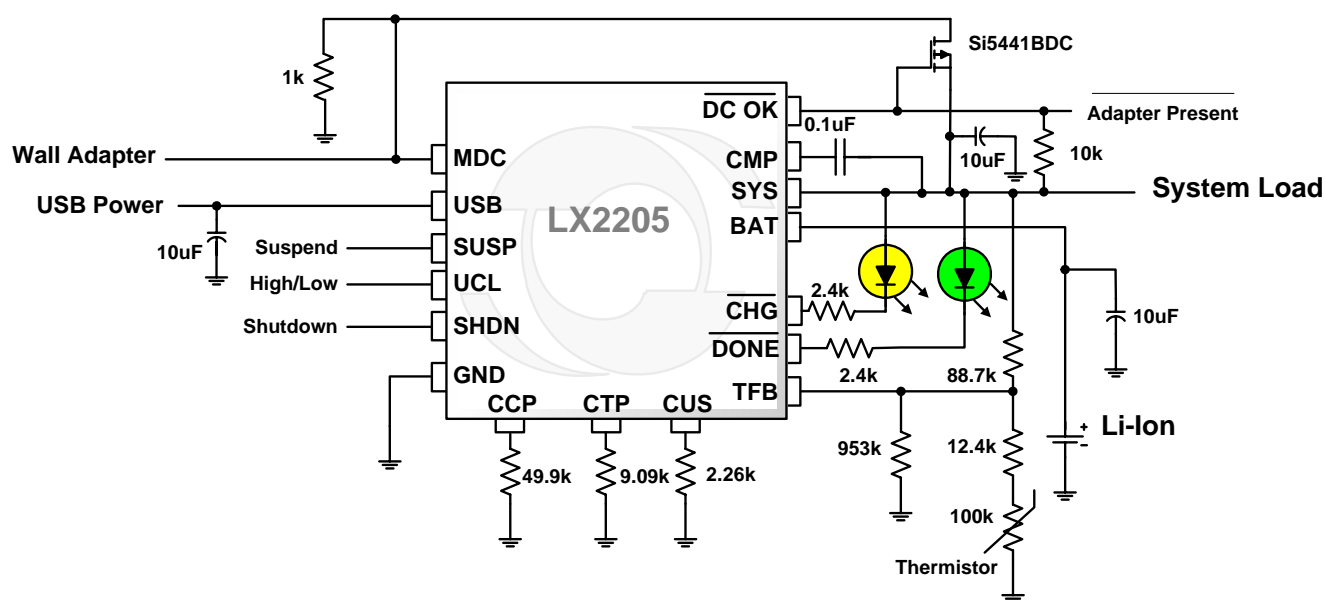 Si5441BDC
1k
DC OK
Adapter Present
0.1uF
Wall Adapter
MDC
CMP
10uF
10k
USB Power
USB
LX2205
SYS
System Load
BAT
10uF
Suspend
SUSP
High/Low
UCL
2.4k
CHG
10uF
Shutdown
SHDN
DONE
2.4k
88.7k
GND
TFB
CCP
CTP
CUS
+
-
Li-Ion
953k
12.4k
49.9k
9.09k
2.26k
100k
Thermistor